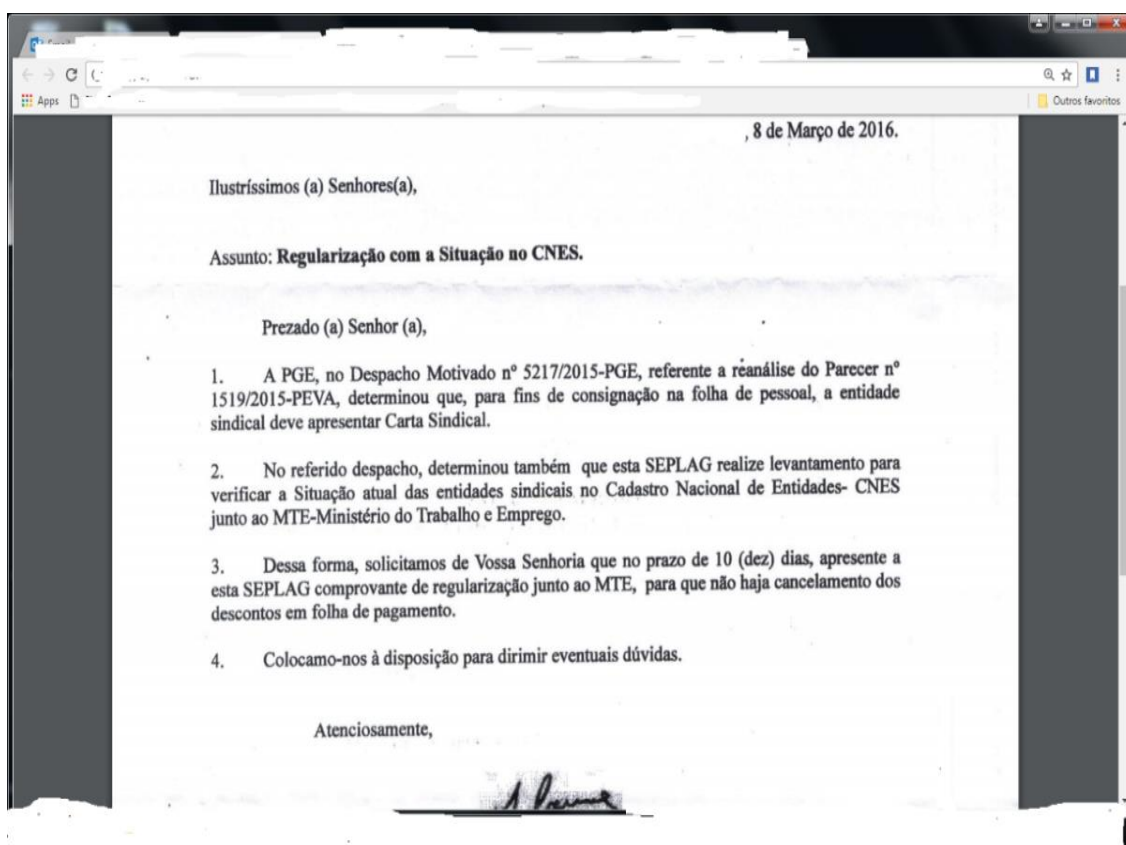 Apps
Outros favoritos
, 8 de Março de 2016.
Ilustríssimos (a) Senhores(a),
Assunto: Regularização com a Situação no CNES.
Prezado (a) Senhor (a),
1. A PGE, no Despacho Motivado nº 5217/2015-PGE, referente a réanálise do Parecer nº
1519/2015-PEVA, determinou que, para fins de consignação na folha de pessoal, a entidade
sindical deve apresentar Carta Sindical.
2. No referido despacho, determinou também que esta SEPLAG realize levantamento para
verificar a Situação atual das entidades sindicais no Cadastro Nacional de Entidades- CNES
junto ao MTE-Ministério do Trabalho e Emprego.
3. Dessa forma, solicitamos de Vossa Senhoria que no prazo de 10 (dez) dias, apresente a
esta SEPLAG comprovante de regularização junto ao MTE, para que não haja cancelamento dos
descontos em folha de pagamento.
4. Colocamo-nos à disposição para dirimir eventuais dúvidas.
Atenciosamente,